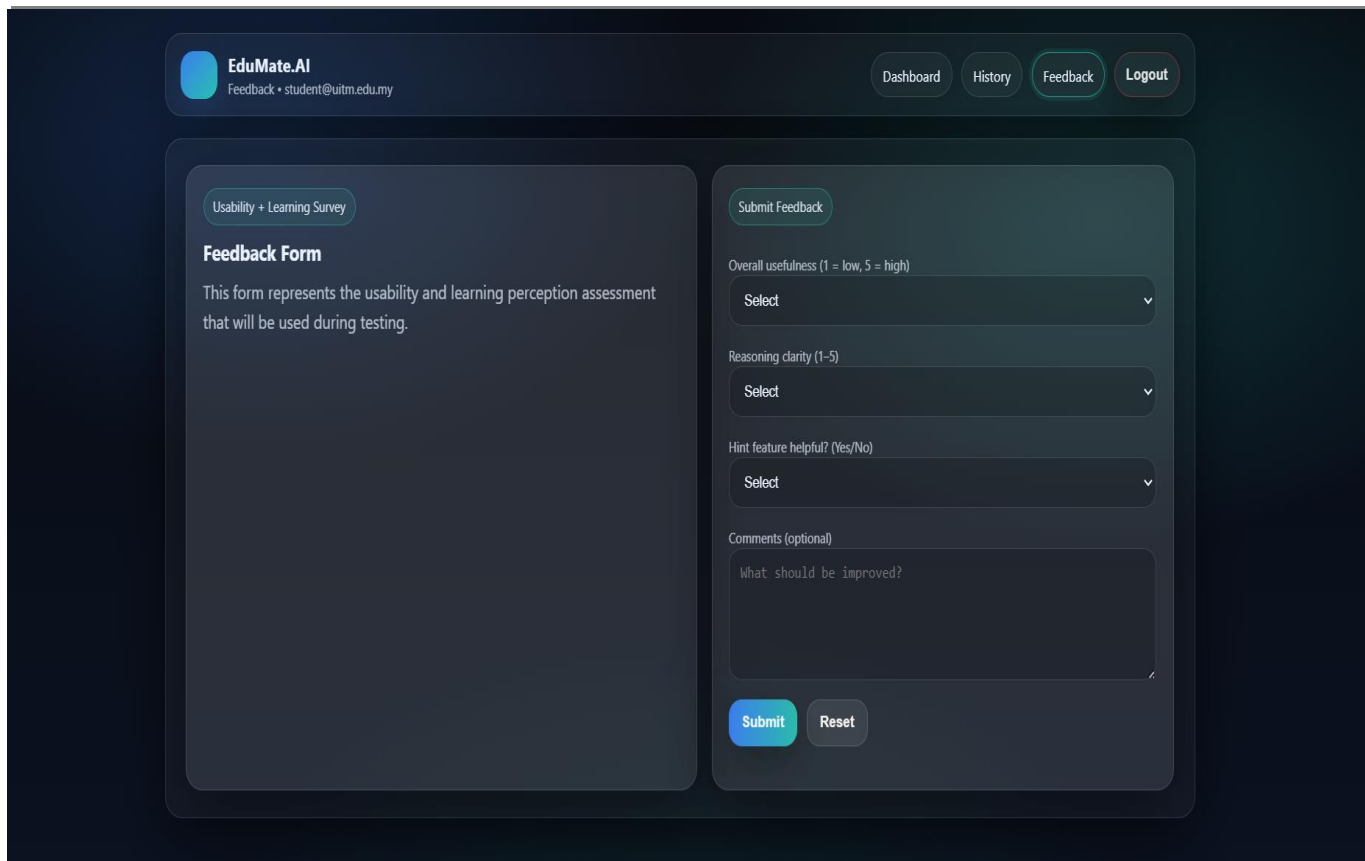 EduMate.AI
Feedback • student@uitm.edu.my
Dashboard
History
Feedback
Logout
Usability + Learning Survey
Feedback Form
This form represents the usability and learning perception assessment
that will be used during testing.
Submit Feedback
Overall usefulness (1 = low, 5 = high)
Select
Reasoning clarity (1–5)
Select
Hint feature helpful? (Yes/No)
Select
Comments (optional)
What should be improved?
Submit
Reset